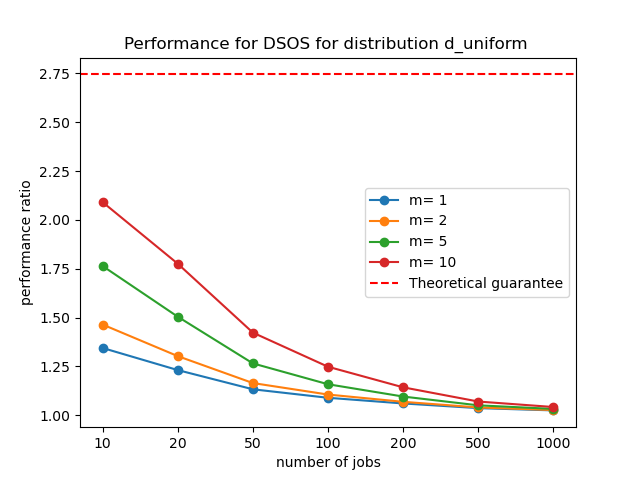 Performance for DSOS for distribution d_uniform
performance ratio
2.75
2.50
2.25
2.00
1.75
1.50
1.25
1.00
m= 1
m= 2
m= 5
m= 10
Theoretical guarantee
10 20 50 100 200 500 1000
number of jobs